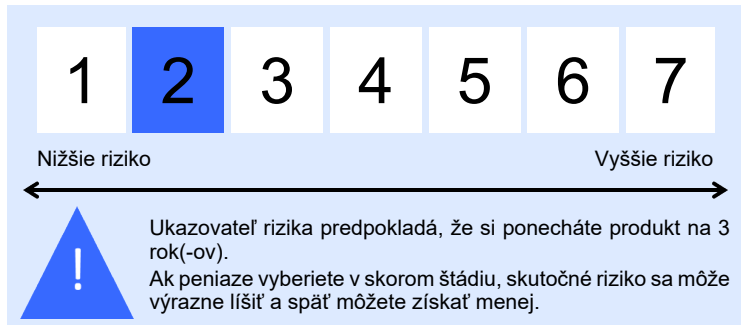 1 2 3 4 5 6 7
Nižšie riziko Vyššie riziko
!
Ukazovateľ rizika predpokladá, že si ponecháte produkt na 3
rok(-ov).
Ak peniaze vyberiete v skorom štádiu, skutočné riziko sa môže
výrazne líšiť a späť môžete získať menej.